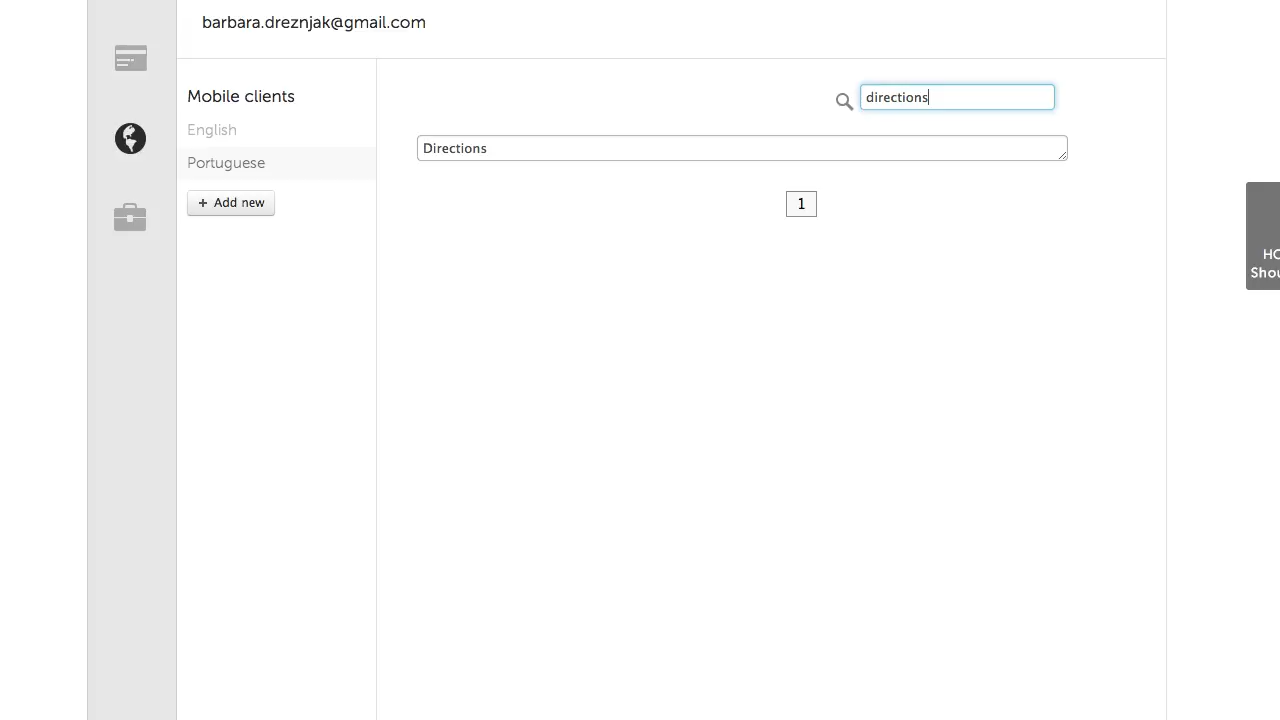 barbara.dreznjak@gmail.com
Mobile clients
English
Portuguese
+ Add new
directions
Directions
1